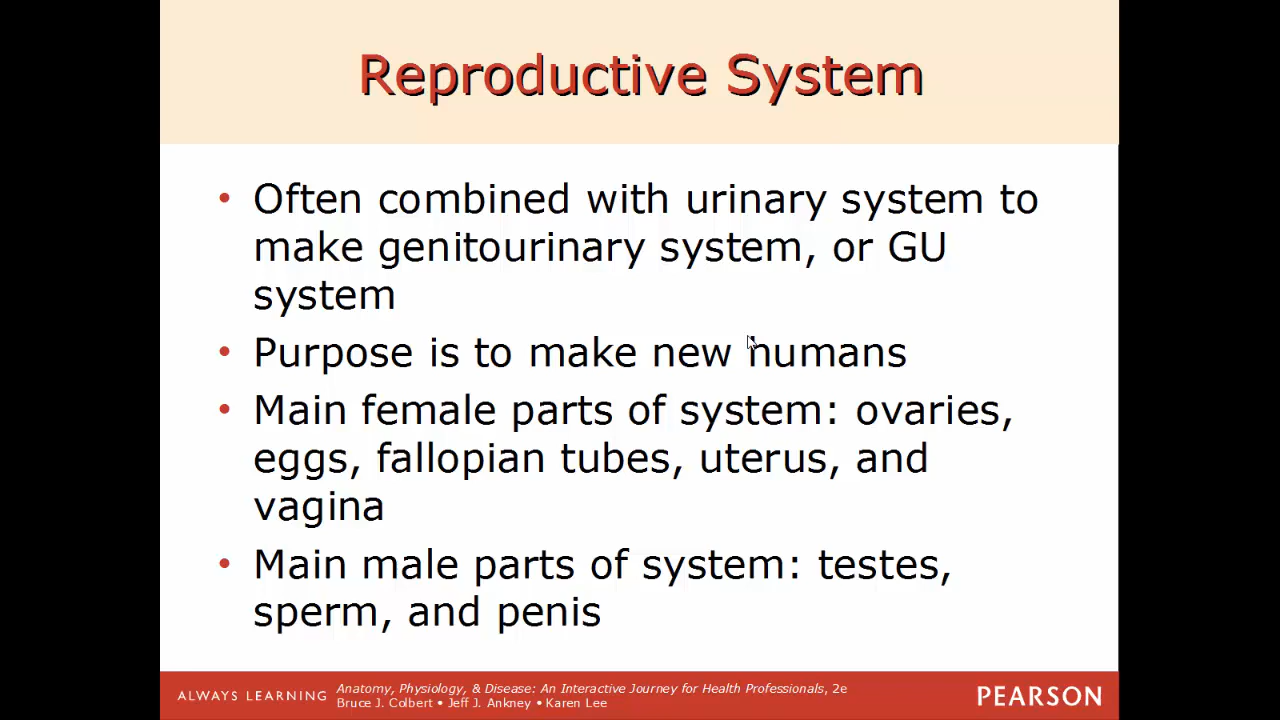 Reproductive System
• Often combined with urinary system to
make genitourinary system, or GU
system
• Purpose is to make new humans
• Main female parts of system: ovaries,
eggs, fallopian tubes, uterus, and
vagina
• Main male parts of system: testes,
sperm, and penis
ALWAYS LEARNING
Anatomy, Physiology, & Disease: An Interactive Journey for Health Professionals, 2e
Bruce J. Colbert • Jeff J. Ankney • Karen Lee
PEARSON